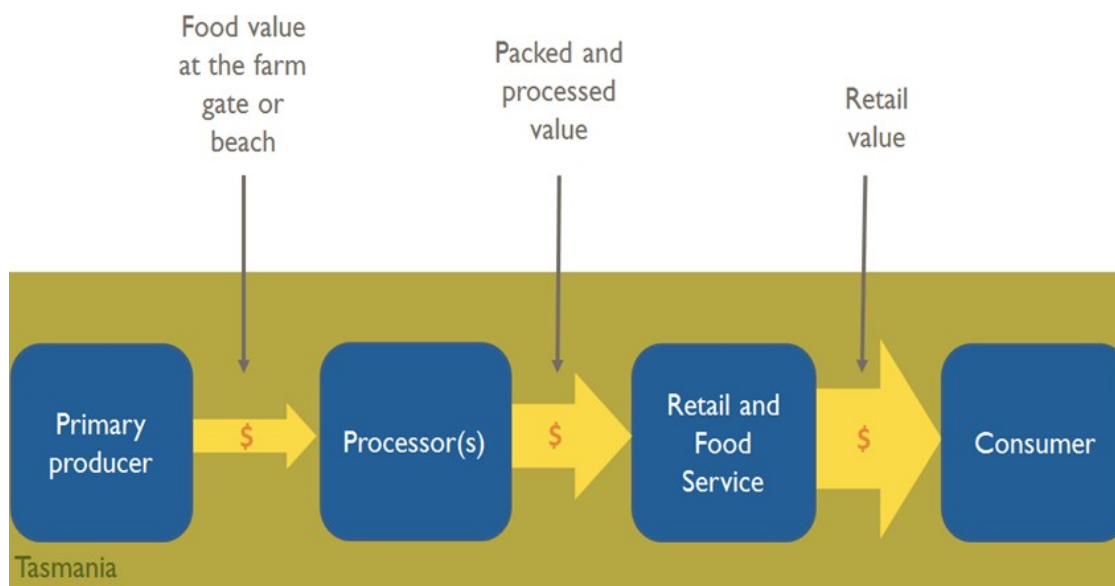 Food value
at the farm
gate or
beach
Packed and
processed
value
Retail
value
Primary
producer
$
Processor(s)
$
Retail and
Food
Service
$
Consumer
Tasmania